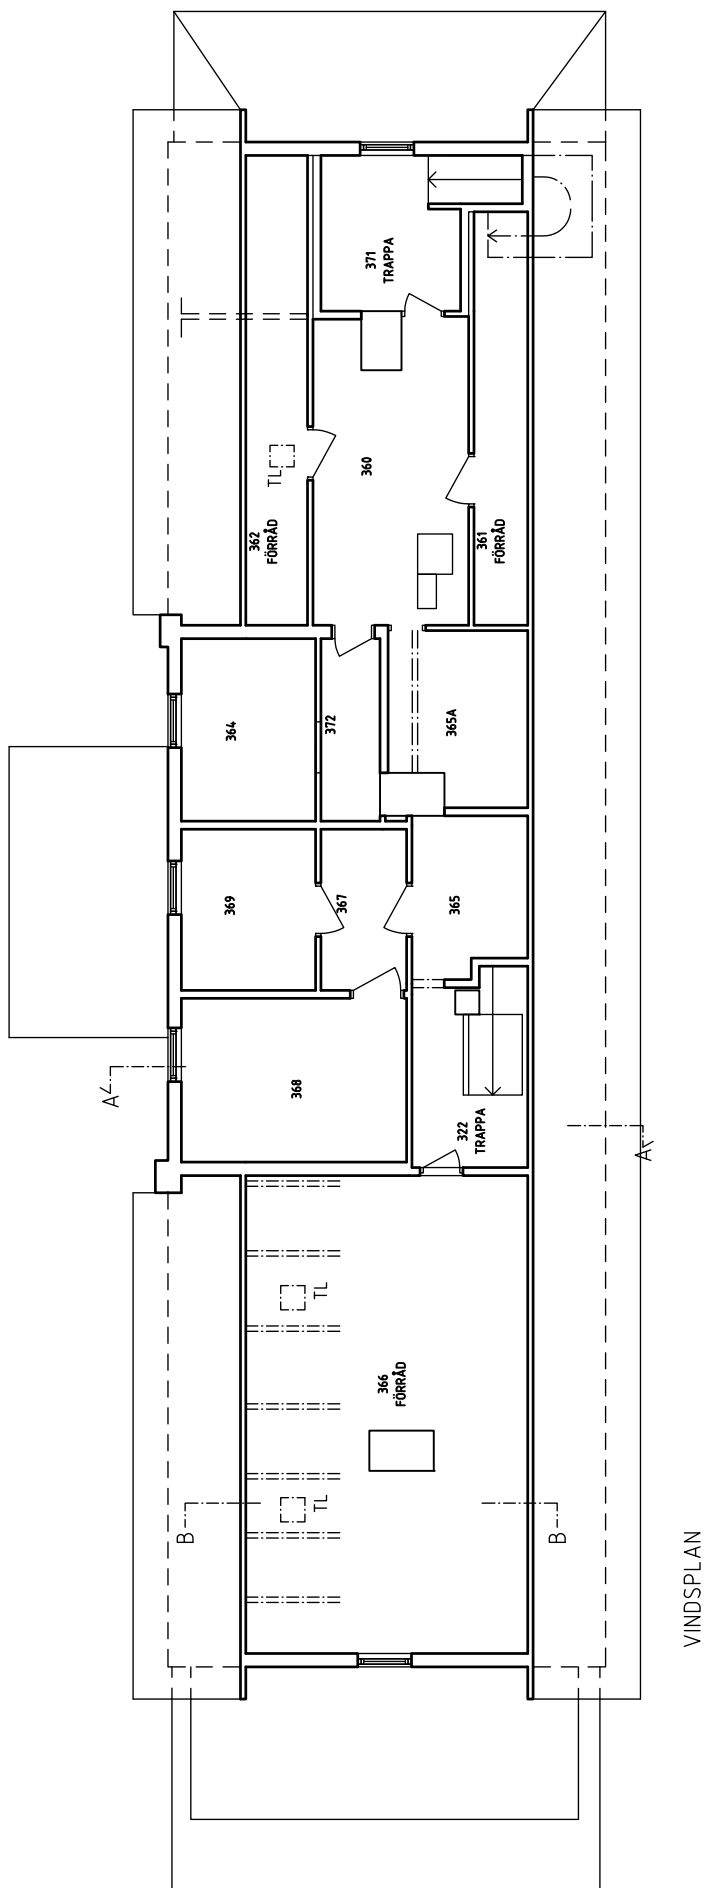 371
TRAPPA
360
TL
362
FÖRRÅD
361
FÖRRÅD
364
372
365A
369
367
365
A
368
322
TRAPPA
A
TL
366
FÖRRÅD
TL
B
B
VINDSPLAN